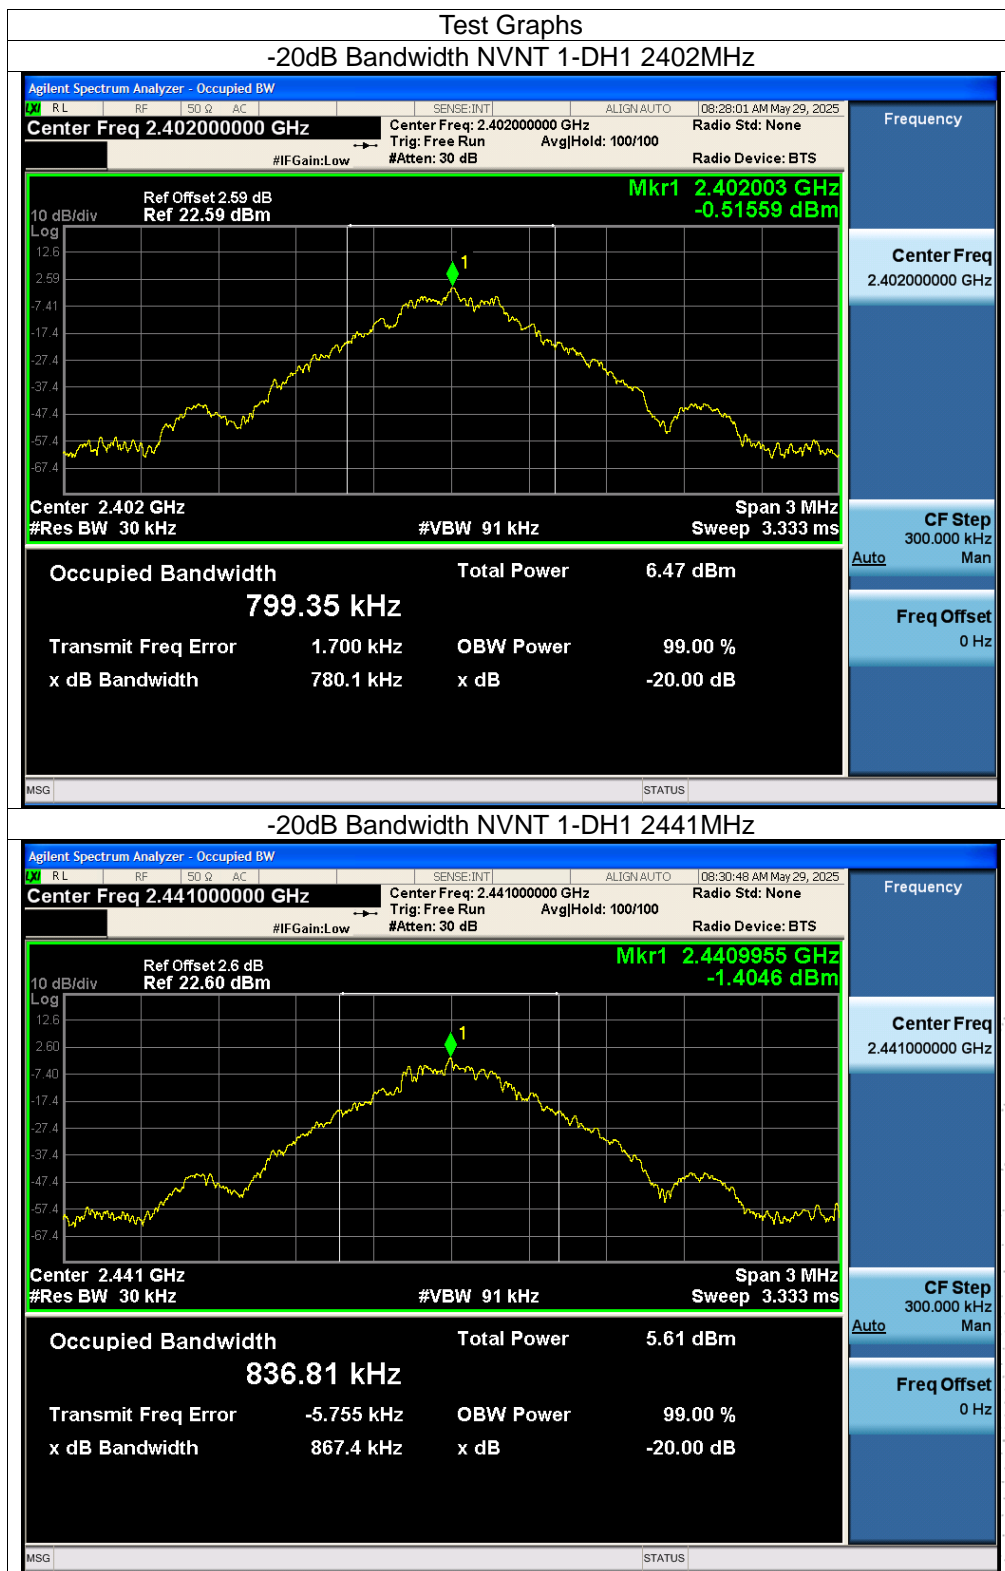 Test Graphs
-20dB Bandwidth NVNT 1-DH1 2402MHz
Agilent Spectrum Analyzer - Occupied BW
LXI RL RF 50 Ω AC SENSE:INT ALIGN AUTO 08:28:01 AM May 29, 2025
Center Freq 2.402000000 GHz
Center Freq: 2.402000000 GHz
Radio Std: None
Trig: Free Run Avg|Hold: 100/100
#IFGain:Low
#Atten: 30 dB
Radio Device: BTS
Frequency
Mkr1 2.402003 GHz
-0.51559 dBm
Ref Offset 2.59 dB
10 dB/div Ref 22.59 dBm
Log
12.6
2.59
-7.41
-17.4
-27.4
-37.4
-47.4
-57.4
-67.4
1
Center Freq
2.402000000 GHz
Center 2.402 GHz
Span 3 MHz
#Res BW 30 kHz
#VBW 91 kHz
Sweep 3.333 ms
CF Step
300.000 kHz
Auto Man
Occupied Bandwidth
Total Power 6.47 dBm
799.35 kHz
Transmit Freq Error 1.700 kHz
OBW Power 99.00 %
x dB Bandwidth 780.1 kHz
x dB -20.00 dB
Freq Offset
0 Hz
MSG
STATUS
-20dB Bandwidth NVNT 1-DH1 2441MHz
Agilent Spectrum Analyzer - Occupied BW
LXI RL RF 50 Ω AC SENSE:INT ALIGN AUTO 08:30:48 AM May 29, 2025
Center Freq 2.441000000 GHz
Center Freq: 2.441000000 GHz
Radio Std: None
Trig: Free Run Avg|Hold: 100/100
#IFGain:Low
#Atten: 30 dB
Radio Device: BTS
Frequency
Mkr1 2.4409955 GHz
-1.4046 dBm
Ref Offset 2.6 dB
10 dB/div Ref 22.60 dBm
Log
12.6
2.60
-7.40
-17.4
-27.4
-37.4
-47.4
-57.4
-67.4
1
Center Freq
2.441000000 GHz
Center 2.441 GHz
Span 3 MHz
#Res BW 30 kHz
#VBW 91 kHz
Sweep 3.333 ms
CF Step
300.000 kHz
Auto Man
Occupied Bandwidth
Total Power 5.61 dBm
836.81 kHz
Transmit Freq Error -5.755 kHz
OBW Power 99.00 %
x dB Bandwidth 867.4 kHz
x dB -20.00 dB
Freq Offset
0 Hz
MSG
STATUS